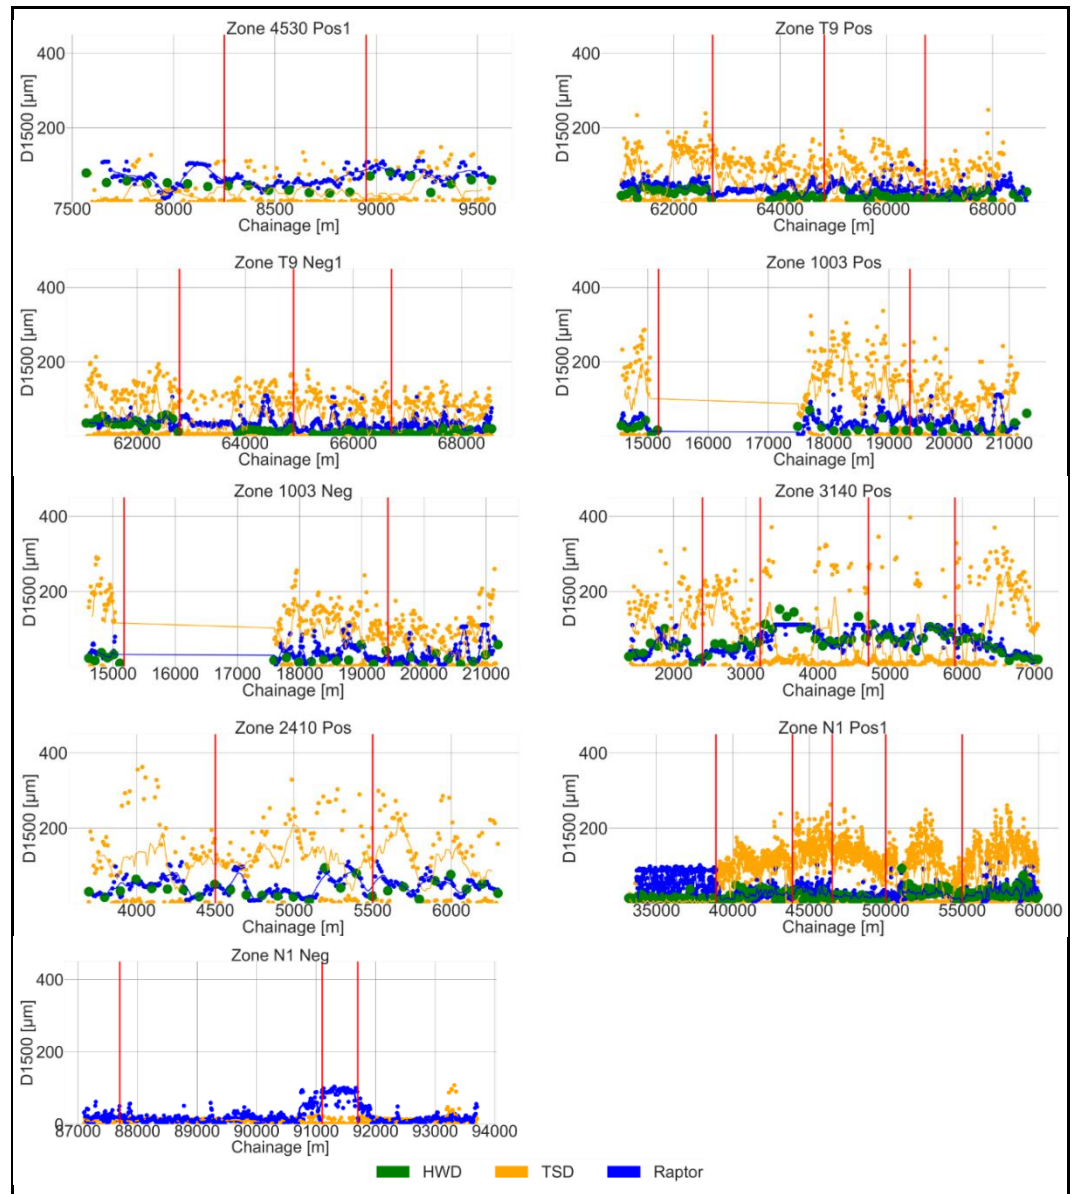 Zone 4530 Pos1
D1500 [µm]
400
200
7500
8000
8500
9000
9500
Chainage [m]
Zone T9 Pos
D1500 [µm]
400
200
62000
64000
66000
68000
Chainage [m]
Zone T9 Neg1
D1500 [µm]
400
200
62000
64000
66000
68000
Chainage [m]
Zone 1003 Pos
D1500 [µm]
400
200
15000
16000
17000
18000
19000
20000
21000
Chainage [m]
Zone 1003 Neg
D1500 [µm]
400
200
15000
16000
17000
18000
19000
20000
21000
Chainage [m]
Zone 3140 Pos
D1500 [µm]
400
200
2000
3000
4000
5000
6000
7000
Chainage [m]
Zone 2410 Pos
D1500 [µm]
400
200
4000
4500
5000
5500
6000
Chainage [m]
Zone N1 Pos1
D1500 [µm]
400
200
35000
40000
45000
50000
55000
60000
Chainage [m]
Zone N1 Neg
D1500 [µm]
400
200
0
87000
88000
89000
90000
91000
92000
93000
94000
Chainage [m]
HWD
TSD
Raptor